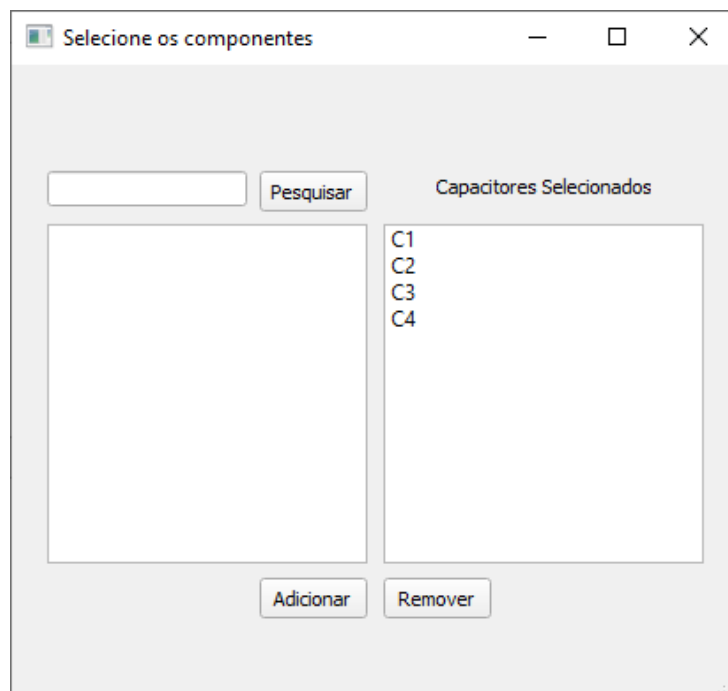 Selecione os componentes
Pesquisar
Capacitores Selecionados
C1
C2
C3
C4
Adicionar
Remover